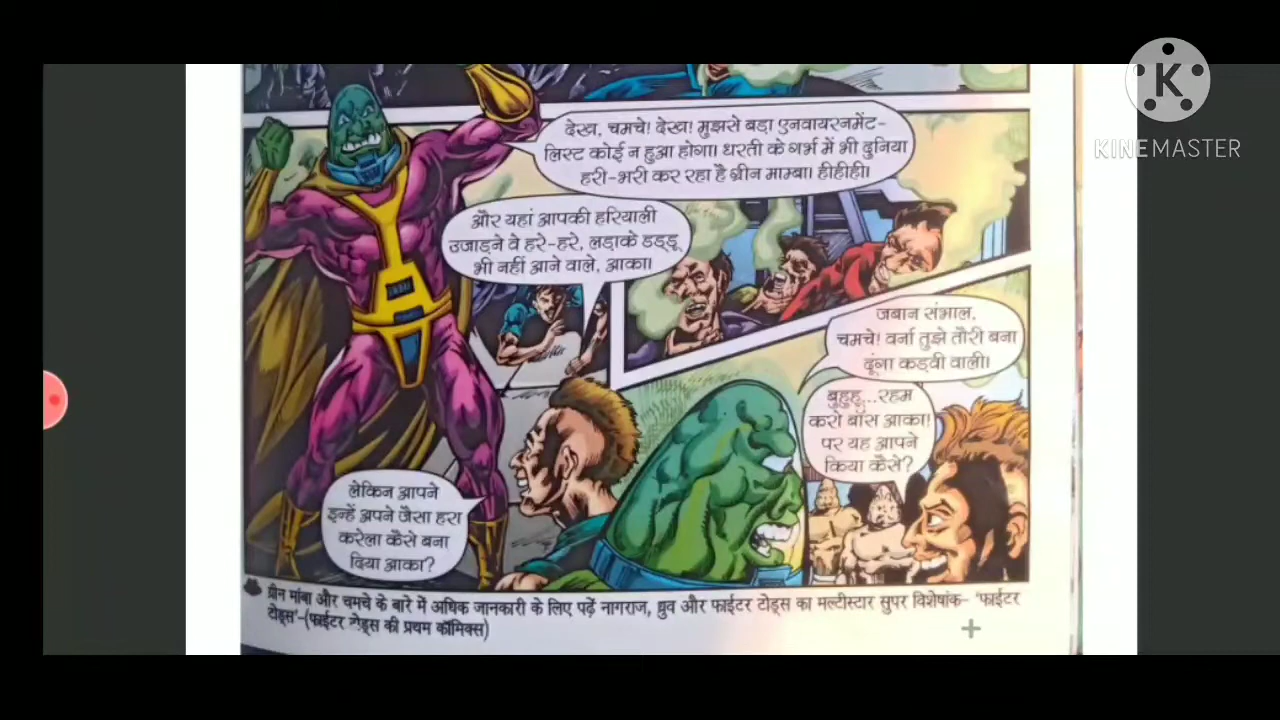 K
KINEMASTER
देख, चमचे! देख! मुझसे बड़ा एनवायरनमेंट-
लिस्ट कोई न हुआ होगा। धरती के गर्भ में भी दुनिया
हरी-भरी कर रहा है ग्रीन माम्बा। हीहीही।
और यहां आपकी हरियाली
उजाड़ने वे हरे-हरे, लड़ाके डड्डू
भी नहीं आने वाले, आका।
जबान संभाल,
चमचे! वर्ना तुझे तौरी बना
दूंगा कड़वी वाली।
बुहुहू...रहम
करो बॉस आका!
पर यह आपने
किया कैसे?
लेकिन आपने
इन्हें अपने जैसा हरा
करेला कैसे बना
दिया आका?
ग्रीन मांबा और चमचे के बारे में अधिक जानकारी के लिए पढ़ें नागराज, ध्रुव और फाईटर टोड्स का मल्टीस्टार सुपर विशेषांक- 'फाईटर
टोड्स'-(फाईटर टोड्स की प्रथम कॉमिक्स)